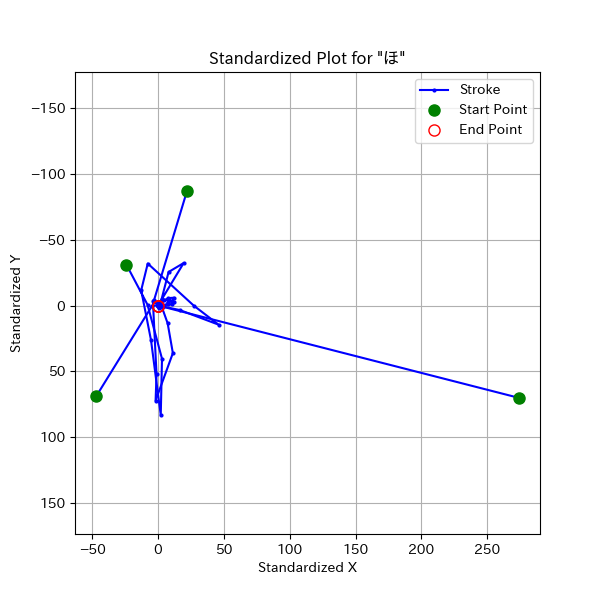 Standardized Plot for "ほ"
Stroke
Start Point
End Point
Standardized Y
−150
−100
−50
0
50
100
150
−50 0 50 100 150 200 250
Standardized X